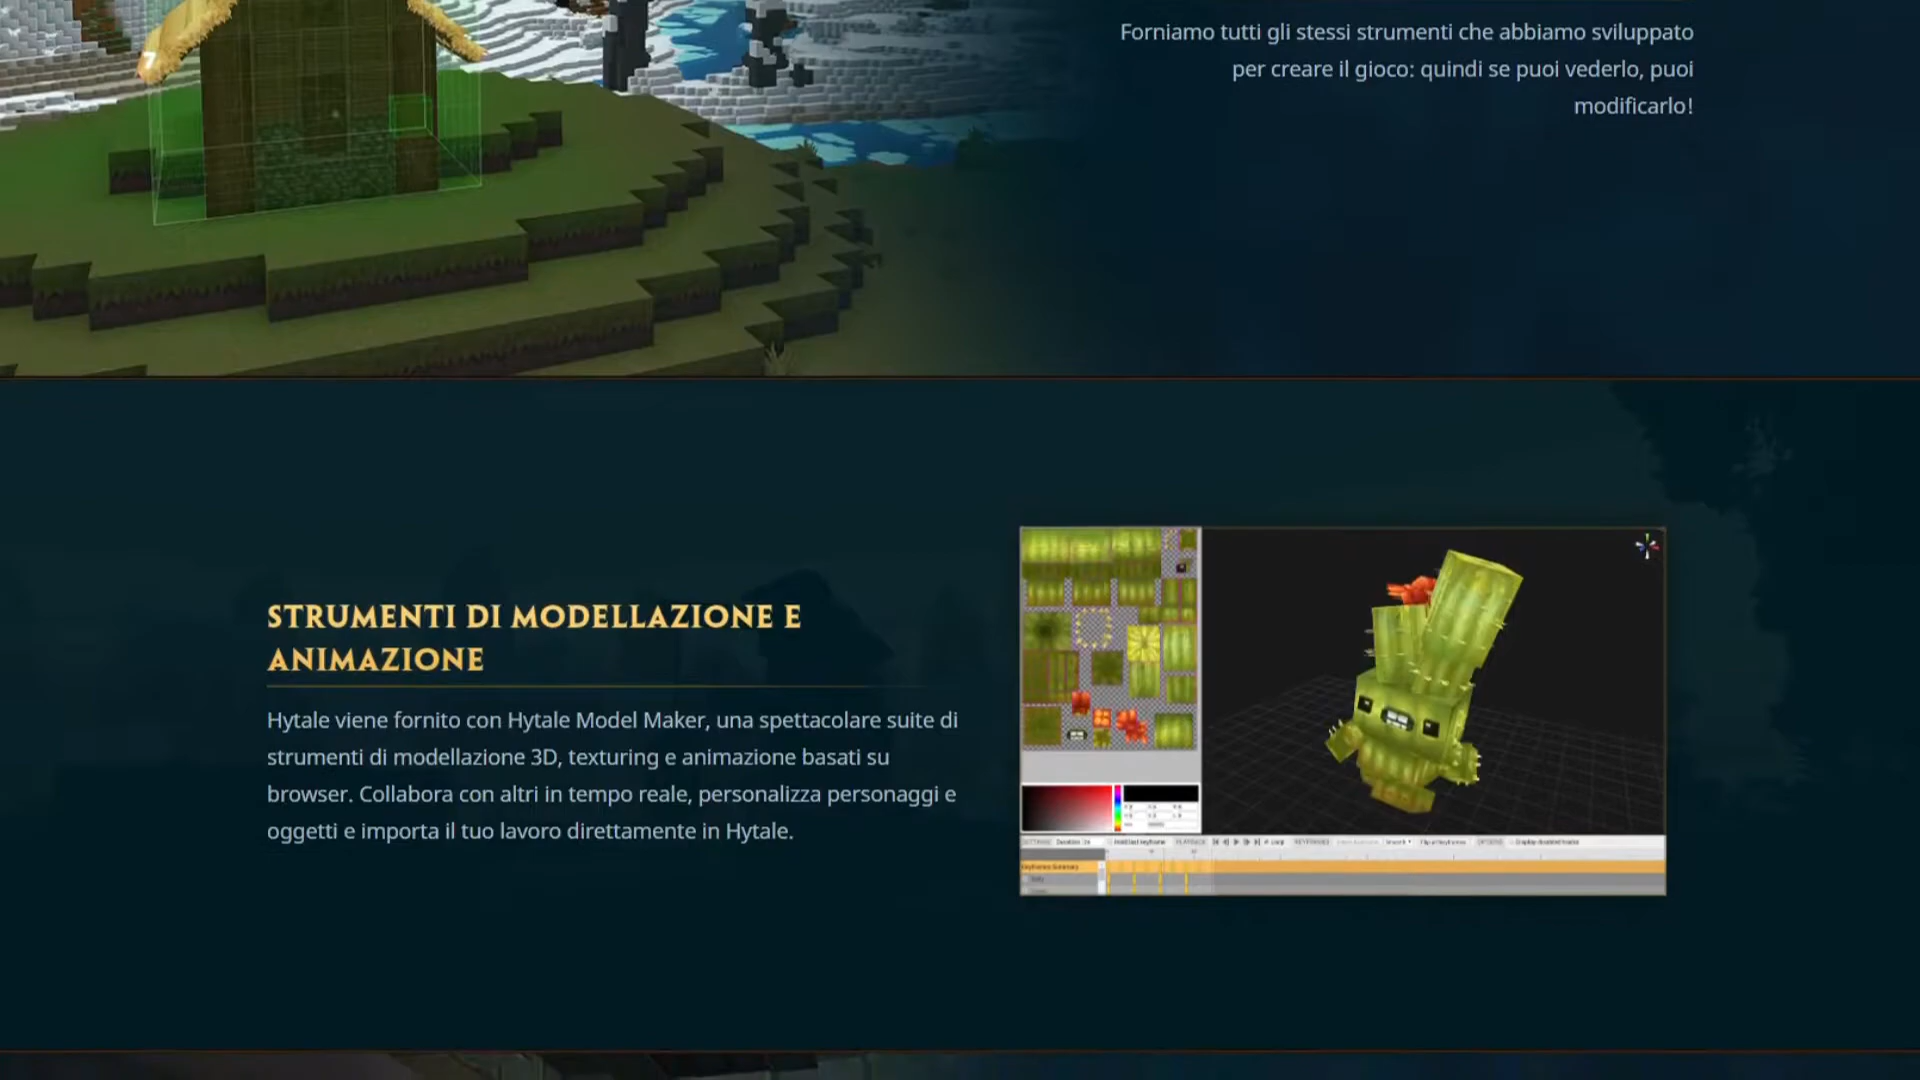 Forniamo tutti gli stessi strumenti che abbiamo sviluppato
per creare il gioco: quindi se puoi vederlo, puoi
modificarlo!
STRUMENTI DI MODELLAZIONE E
ANIMAZIONE
Hytale viene fornito con Hytale Model Maker, una spettacolare suite di
strumenti di modellazione 3D, texturing e animazione basati su
browser. Collabora con altri in tempo reale, personalizza personaggi e
oggetti e importa il tuo lavoro direttamente in Hytale.
Keyframes Summary